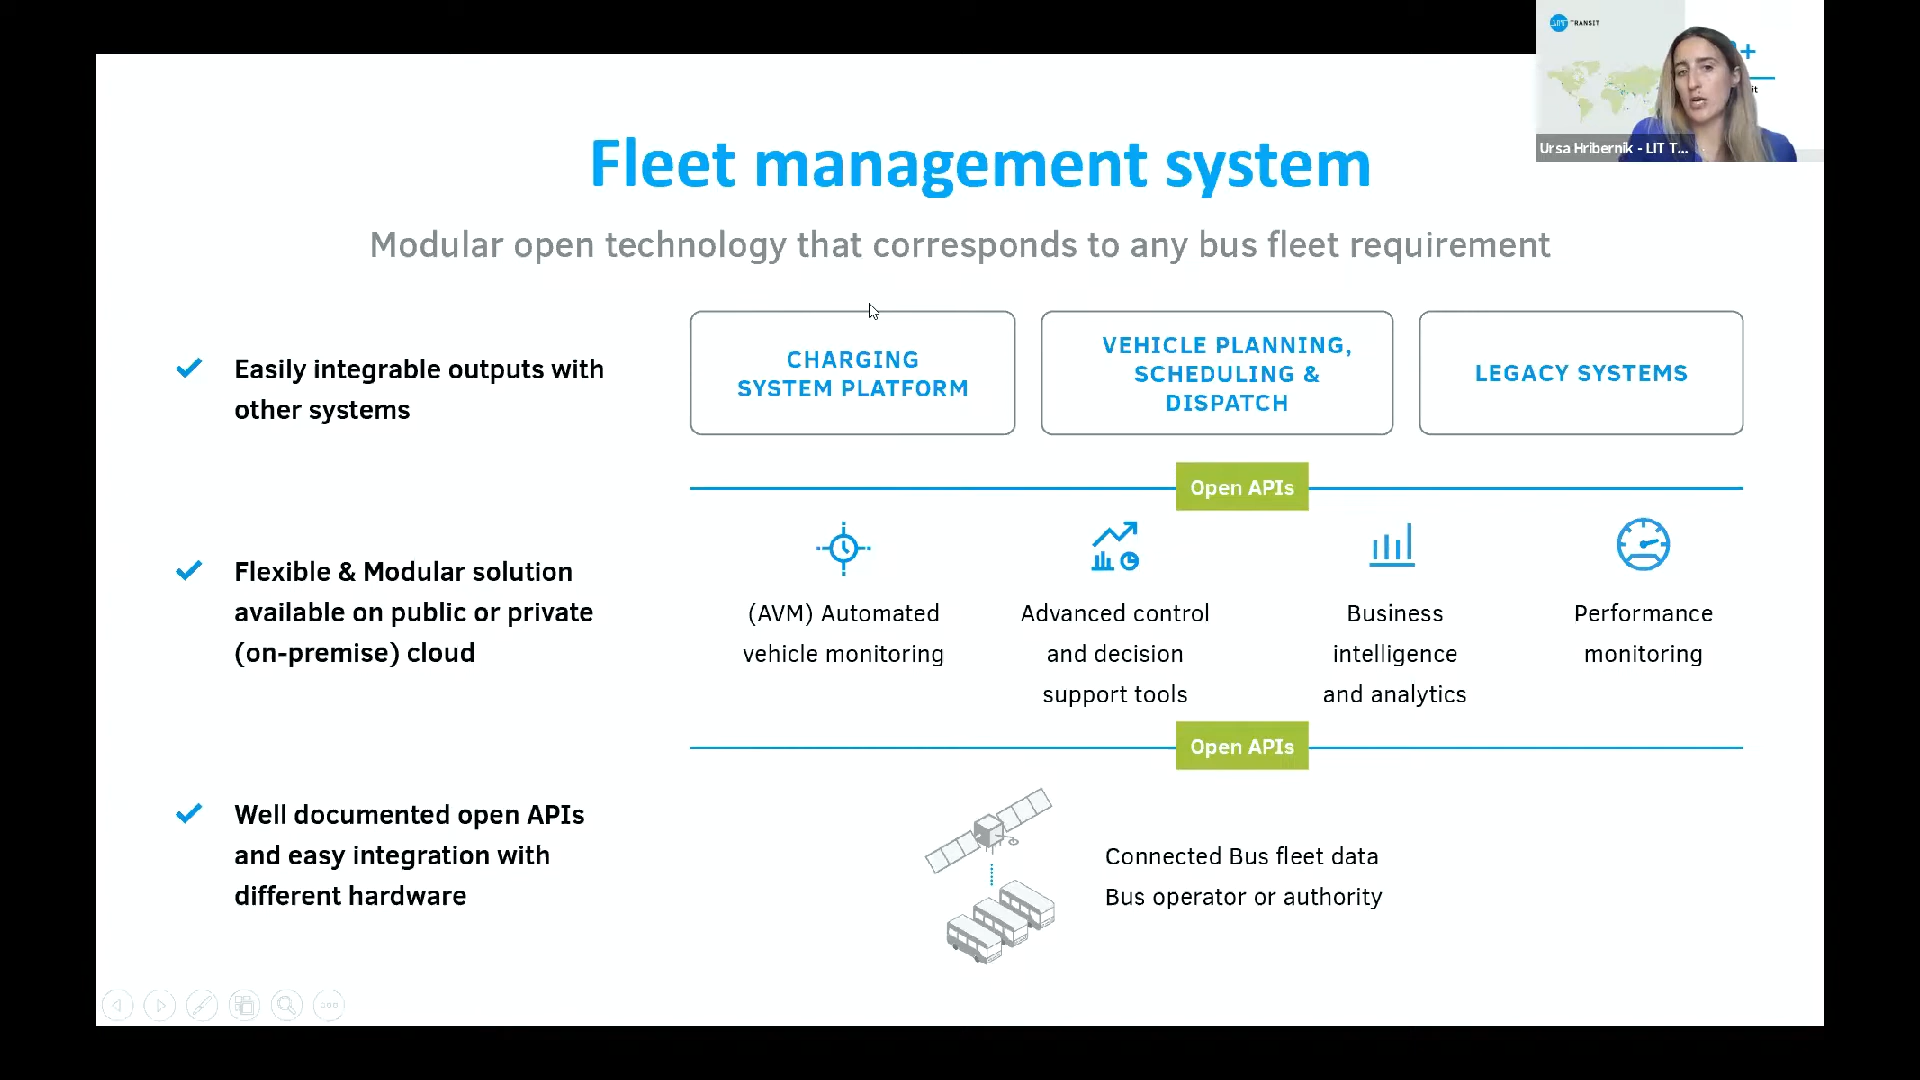 TRANSIT
+
it
Ursa Hribernik - LIT T...
Fleet management system
Modular open technology that corresponds to any bus fleet requirement
Easily integrable outputs with
other systems
CHARGING
SYSTEM PLATFORM
VEHICLE PLANNING,
SCHEDULING &
DISPATCH
LEGACY SYSTEMS
Open APIs
Flexible & Modular solution
available on public or private
(on-premise) cloud
(AVM) Automated
vehicle monitoring
Advanced control
and decision
support tools
Business
intelligence
and analytics
Performance
monitoring
Open APIs
Well documented open APIs
and easy integration with
different hardware
Connected Bus fleet data
Bus operator or authority